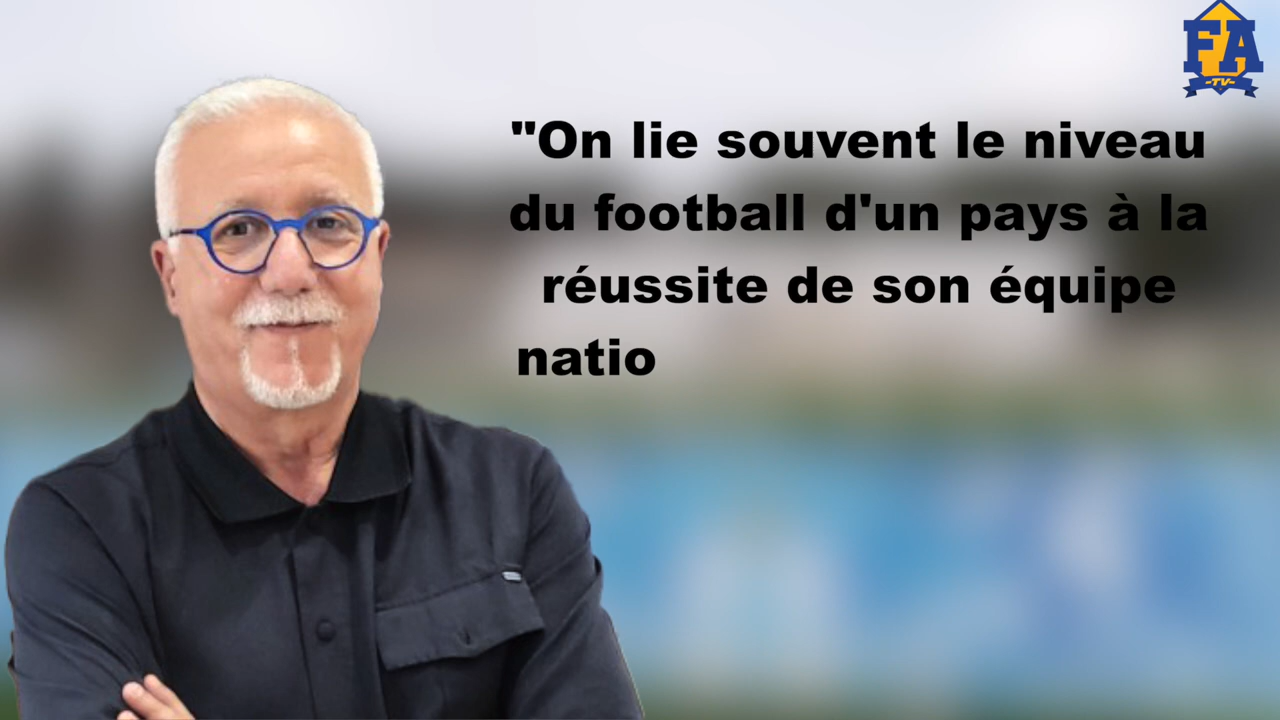 FA
-TV-
"On lie souvent le niveau
du football d'un pays à la
réussite de son équipe
natio